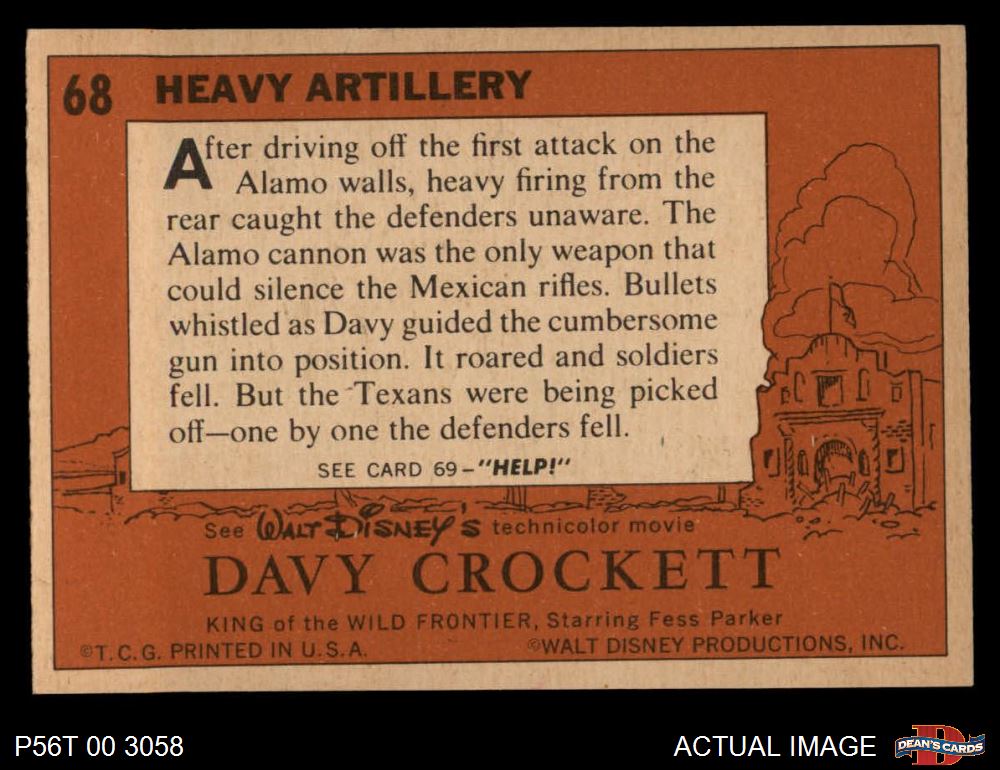 68 HEAVY ARTILLERY
After driving off the first attack on the
Alamo walls, heavy firing from the
rear caught the defenders unaware. The
Alamo cannon was the only weapon that
could silence the Mexican rifles. Bullets
whistled as Davy guided the cumbersome
gun into position. It roared and soldiers
fell. But the Texans were being picked
off—one by one the defenders fell.
SEE CARD 69–"HELP!"
See WALT DISNEY'S technicolor movie
DAVY CROCKETT
KING of the WILD FRONTIER, Starring Fess Parker
©T.C.G. PRINTED IN U.S.A. ©WALT DISNEY PRODUCTIONS, INC.
P56T 00 3058 ACTUAL IMAGE DEAN'S CARDS